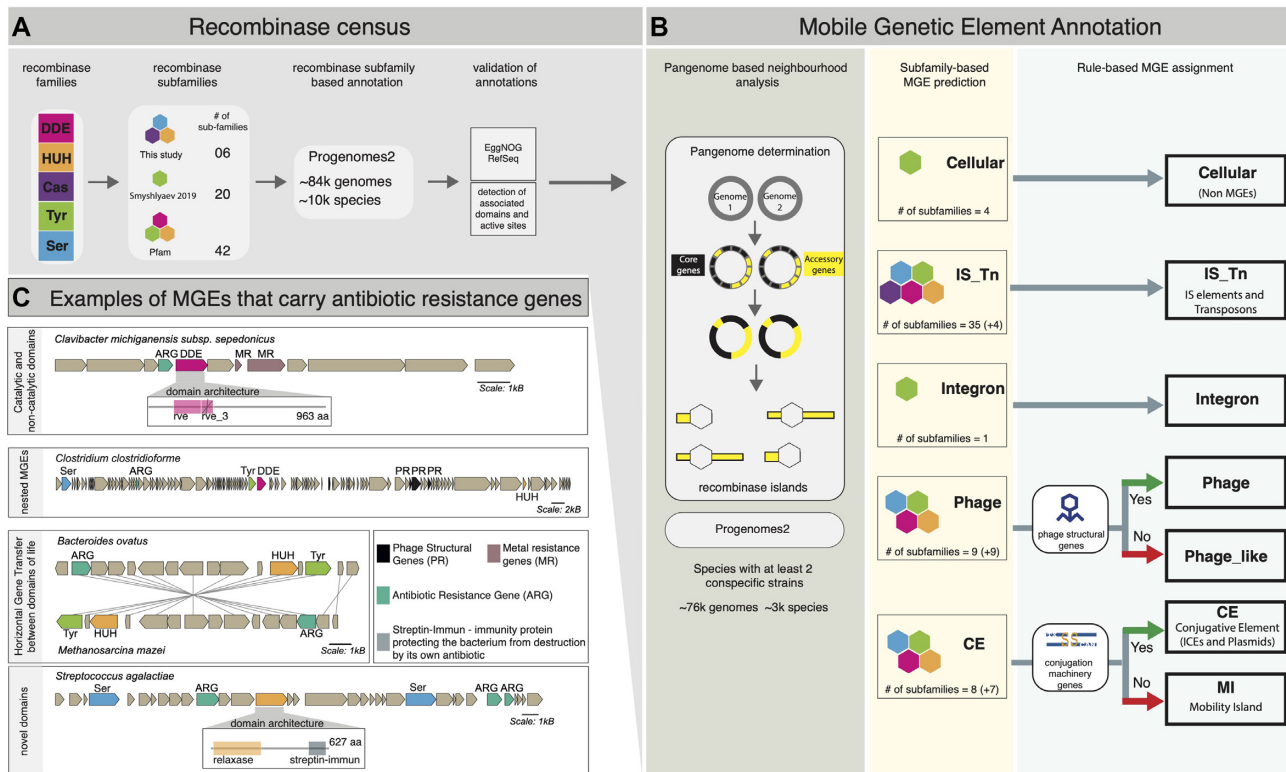 A
Recombinase census
recombinase
families
recombinase
subfamilies
recombinase subfamily
based annotation
validation of
annotations
DDE
HUH
Cas
Tyr
Ser
# of
sub-families
This study
06
Smyshlyaev 2019
20
Pfam
42
Progenomes2
~84k genomes
~10k species
EggNOG
RefSeq
detection of
associated
domains and
active sites
B
Mobile Genetic Element Annotation
Pangenome based neighbourhood
analysis
Subfamily-based
MGE prediction
Rule-based MGE assignment
Pangenome determination
Genome
1
Genome
2
Core
genes
Accessory
genes
recombinase islands
Progenomes2
Species with at least 2
conspecific strains
~76k genomes ~3k species
Cellular
# of subfamilies = 4
Cellular
(Non MGEs)
IS_Tn
# of subfamilies = 35 (+4)
IS_Tn
IS elements and
Transposons
Integron
# of subfamilies = 1
Integron
Phage
# of subfamilies = 9 (+9)
phage structural
genes
Yes
No
Phage
Phage_like
CE
# of subfamilies = 8 (+7)
conjugation
machinery
genes
Yes
No
CE
Conjugative Element
(ICEs and Plasmids)
MI
Mobility Island
C
Examples of MGEs that carry antibiotic resistance genes
Catalytic and
non-catalytic domains
Clavibacter michiganensis subsp. sepedonicus
ARG DDE MR MR
Scale: 1kB
domain architecture
rve rve_3 963 aa
nested MGEs
Clostridium clostridioforme
Ser ARG Tyr DDE PR PR PR
HUH
Scale: 2kB
Horizontal Gene Transfer
between domains of life
Bacteroides ovatus
ARG HUH Tyr
Tyr HUH ARG
Methanosarcina mazei
Scale: 1kB
Phage Structural
Genes (PR)
Metal resistance
genes (MR)
Antibiotic Resistance Gene (ARG)
Streptin-Immun - immunity protein
protecting the bacterium from destruction
by its own antibiotic
novel domains
Streptococcus agalactiae
Ser ARG Ser ARG ARG
Scale: 1kB
domain architecture
627 aa
relaxase streptin-immun